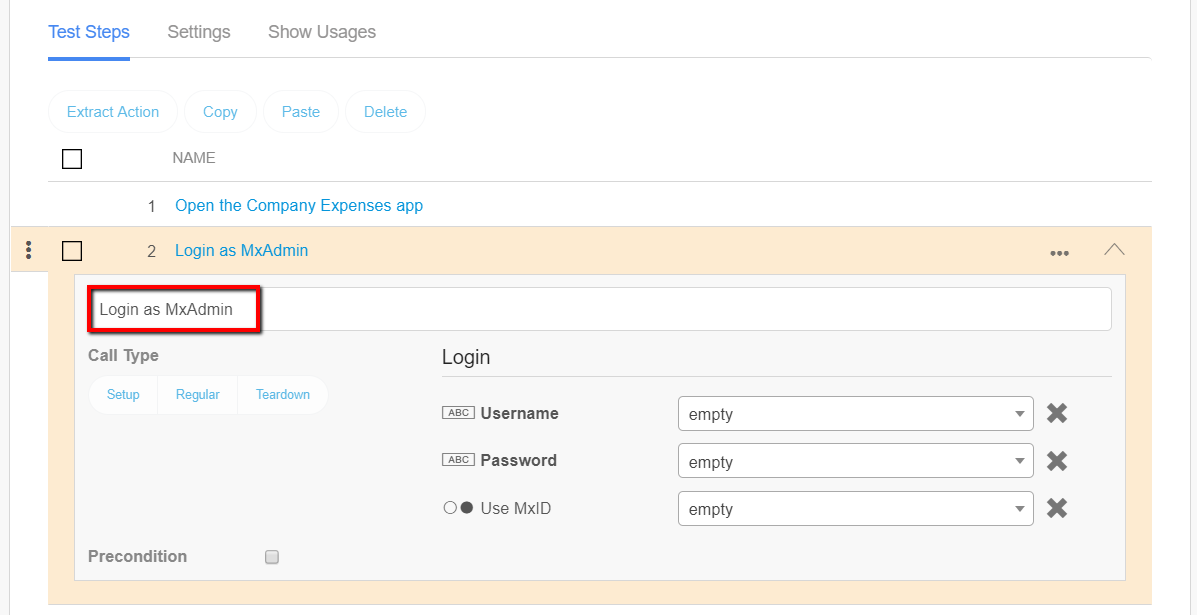 Test Steps Settings Show Usages
Extract Action Copy Paste Delete
NAME
1 Open the Company Expenses app
2 Login as MxAdmin
Login as MxAdmin
Call Type Login
Setup Regular Teardown
ABC Username empty
ABC Password empty
Use MxID empty
Precondition